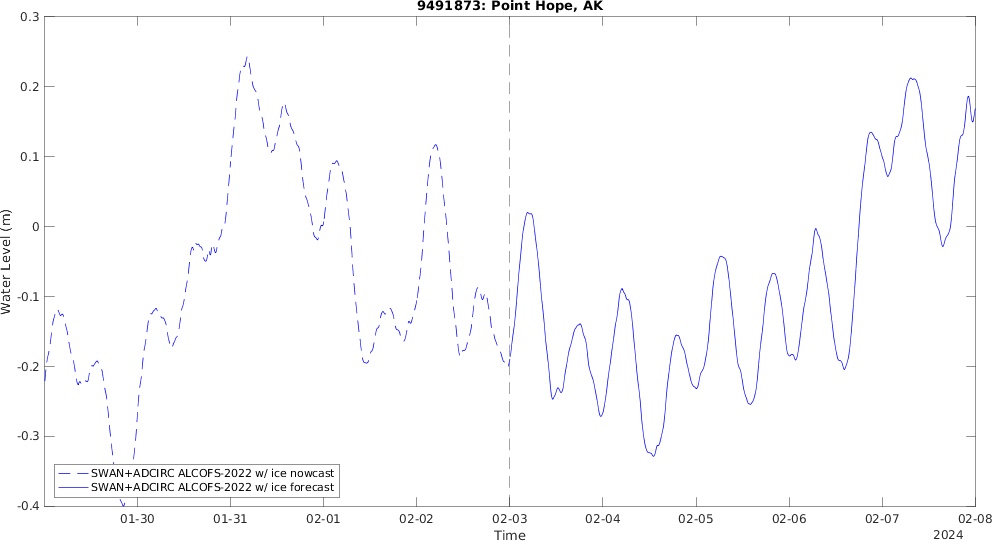 9491873: Point Hope, AK
0.3
0.2
0.1
0
-0.1
-0.2
-0.3
-0.4
Water Level (m)
SWAN+ADCIRC ALCOFS-2022 w/ ice nowcast
SWAN+ADCIRC ALCOFS-2022 w/ ice forecast
01-30 01-31 02-01 02-02 02-03 02-04 02-05 02-06 02-07 02-08
Time
2024